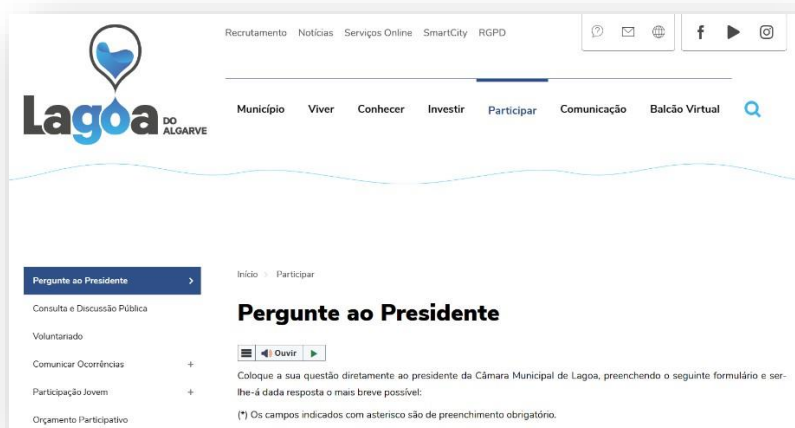 Recrutamento Notícias Serviços Online SmartCity RGPD
Lagoa DO ALGARVE
Município Viver Conhecer Investir Participar Comunicação Balcão Virtual
Início > Participar
Pergunte ao Presidente
Consulta e Discussão Pública
Voluntariado
Comunicar Ocorrências +
Participação Jovem +
Orçamento Participativo
Pergunte ao Presidente
Ouvir
Coloque a sua questão diretamente ao presidente da Câmara Municipal de Lagoa, preenchendo o seguinte formulário e ser-
lhe-á dada resposta o mais breve possível:
(*) Os campos indicados com asterisco são de preenchimento obrigatório.